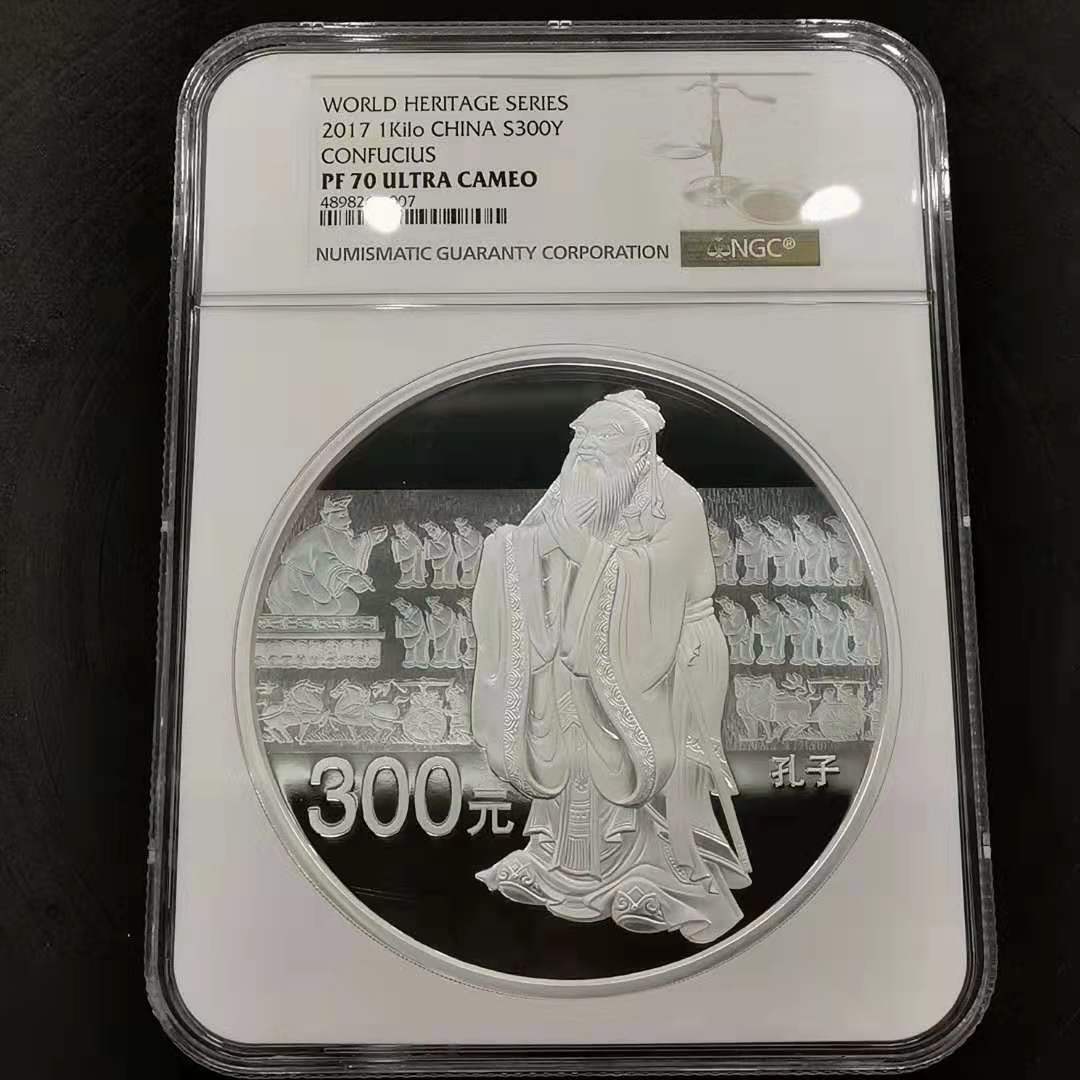 WORLD HERITAGE SERIES
2017 1Kilo CHINA S300Y
CONFUCIUS
PF 70 ULTRA CAMEO
NUMISMATIC GUARANTY CORPORATION
NGC®
300元
孔子